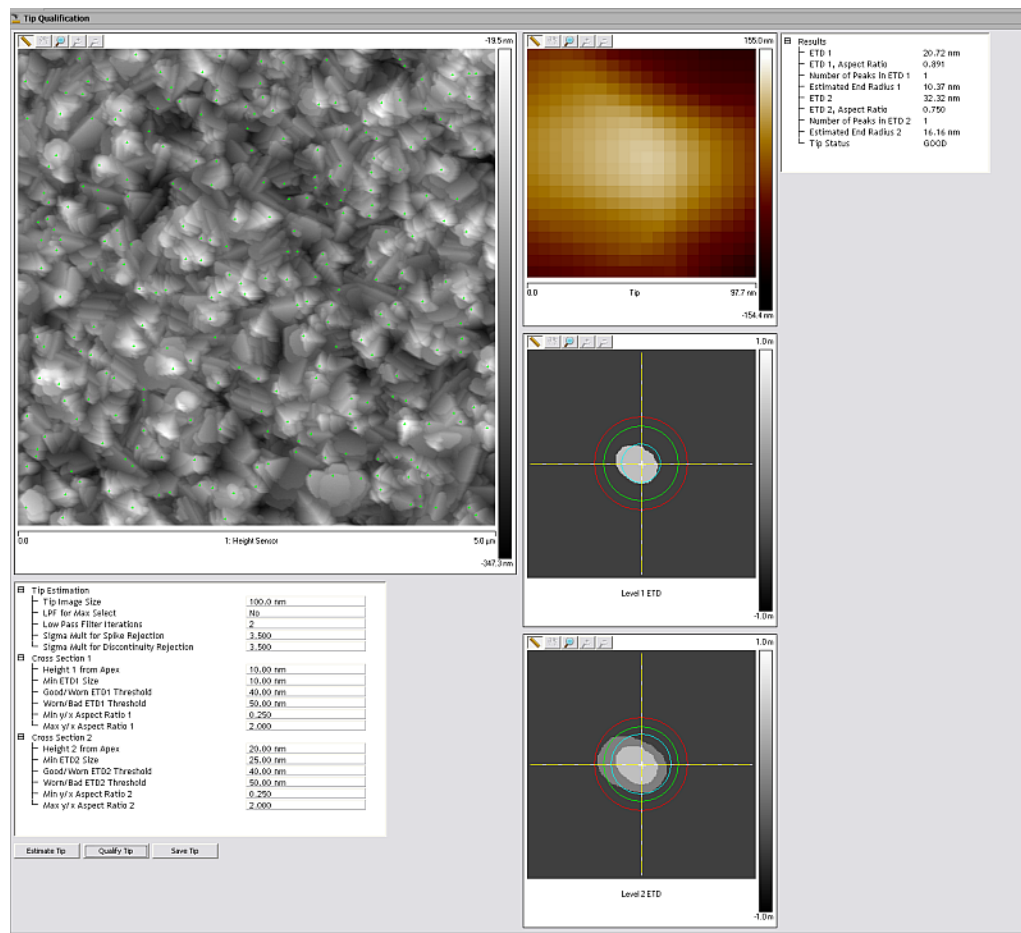 Tip Qualification
-19.5 nm
0.0
1: Height Sensor
5.0 µm
-347.3 nm
155.0 nm
0.0
Tip
97.7 nm
-154.4 nm
Results
ETD 1 20.72 nm
ETD 1, Aspect Ratio 0.891
Number of Peaks in ETD 1 1
Estimated End Radius 1 10.37 nm
ETD 2 32.32 nm
ETD 2, Aspect Ratio 0.750
Number of Peaks in ETD 2 1
Estimated End Radius 2 16.16 nm
Tip Status GOOD
1.0 m
Level 1 ETD
-1.0 m
1.0 m
Level 2 ETD
-1.0 m
Tip Estimation
Tip Image Size 100.0 nm
LPF for Max Select No
Low Pass Filter Iterations 2
Sigma Mult for Spike Rejection 3.500
Sigma Mult for Discontinuity Rejection 3.500
Cross Section 1
Height 1 from Apex 10.00 nm
Min ETD1 Size 10.00 nm
Good/Worn ETD1 Threshold 40.00 nm
Worn/Bad ETD1 Threshold 50.00 nm
Min y/x Aspect Ratio 1 0.250
Max y/x Aspect Ratio 1 2.000
Cross Section 2
Height 2 from Apex 20.00 nm
Min ETD2 Size 25.00 nm
Good/Worn ETD2 Threshold 40.00 nm
Worn/Bad ETD2 Threshold 50.00 nm
Min y/x Aspect Ratio 2 0.250
Max y/x Aspect Ratio 2 2.000
Estimate Tip
Qualify Tip
Save Tip